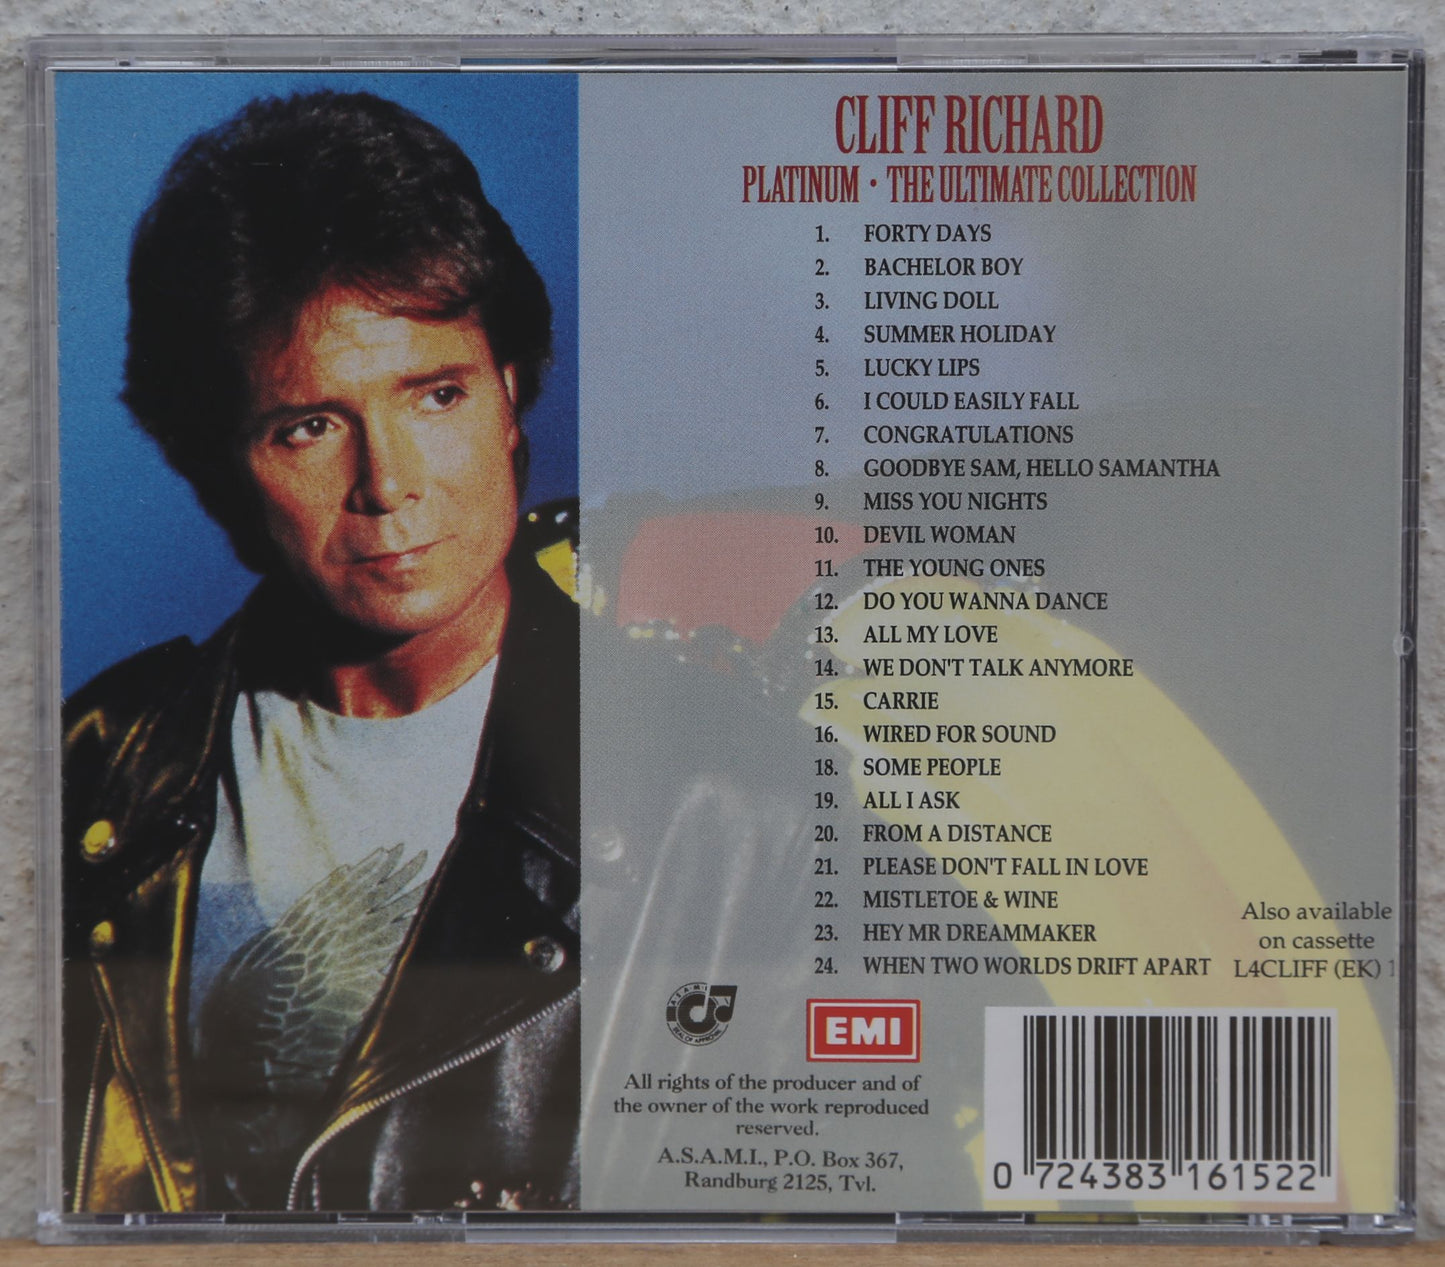 CLIFF RICHARD
PLATINUM · THE ULTIMATE COLLECTION
1. FORTY DAYS
2. BACHELOR BOY
3. LIVING DOLL
4. SUMMER HOLIDAY
5. LUCKY LIPS
6. I COULD EASILY FALL
7. CONGRATULATIONS
8. GOODBYE SAM, HELLO SAMANTHA
9. MISS YOU NIGHTS
10. DEVIL WOMAN
11. THE YOUNG ONES
12. DO YOU WANNA DANCE
13. ALL MY LOVE
14. WE DON'T TALK ANYMORE
15. CARRIE
16. WIRED FOR SOUND
18. SOME PEOPLE
19. ALL I ASK
20. FROM A DISTANCE
21. PLEASE DON'T FALL IN LOVE
22. MISTLETOE & WINE
23. HEY MR DREAMMAKER
24. WHEN TWO WORLDS DRIFT APART
Also available
on cassette
L4CLIFF (EK) 1
A.S.A.M.I
SEAL OF APPROVAL
EMI
All rights of the producer and of
the owner of the work reproduced
reserved.
A.S.A.M.I., P.O. Box 367,
Randburg 2125, Tvl.
0 724383 161522